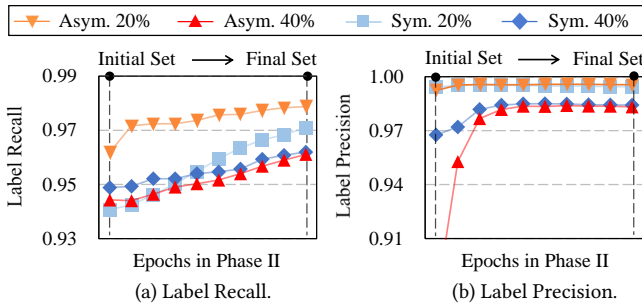 Asym. 20% Asym. 40% Sym. 20% Sym. 40%
Initial Set Final Set
0.99
0.97
0.95
0.93
Label Recall
Epochs in Phase II
(a) Label Recall.
Initial Set Final Set
1.00
0.97
0.94
0.91
Label Precision
Epochs in Phase II
(b) Label Precision.